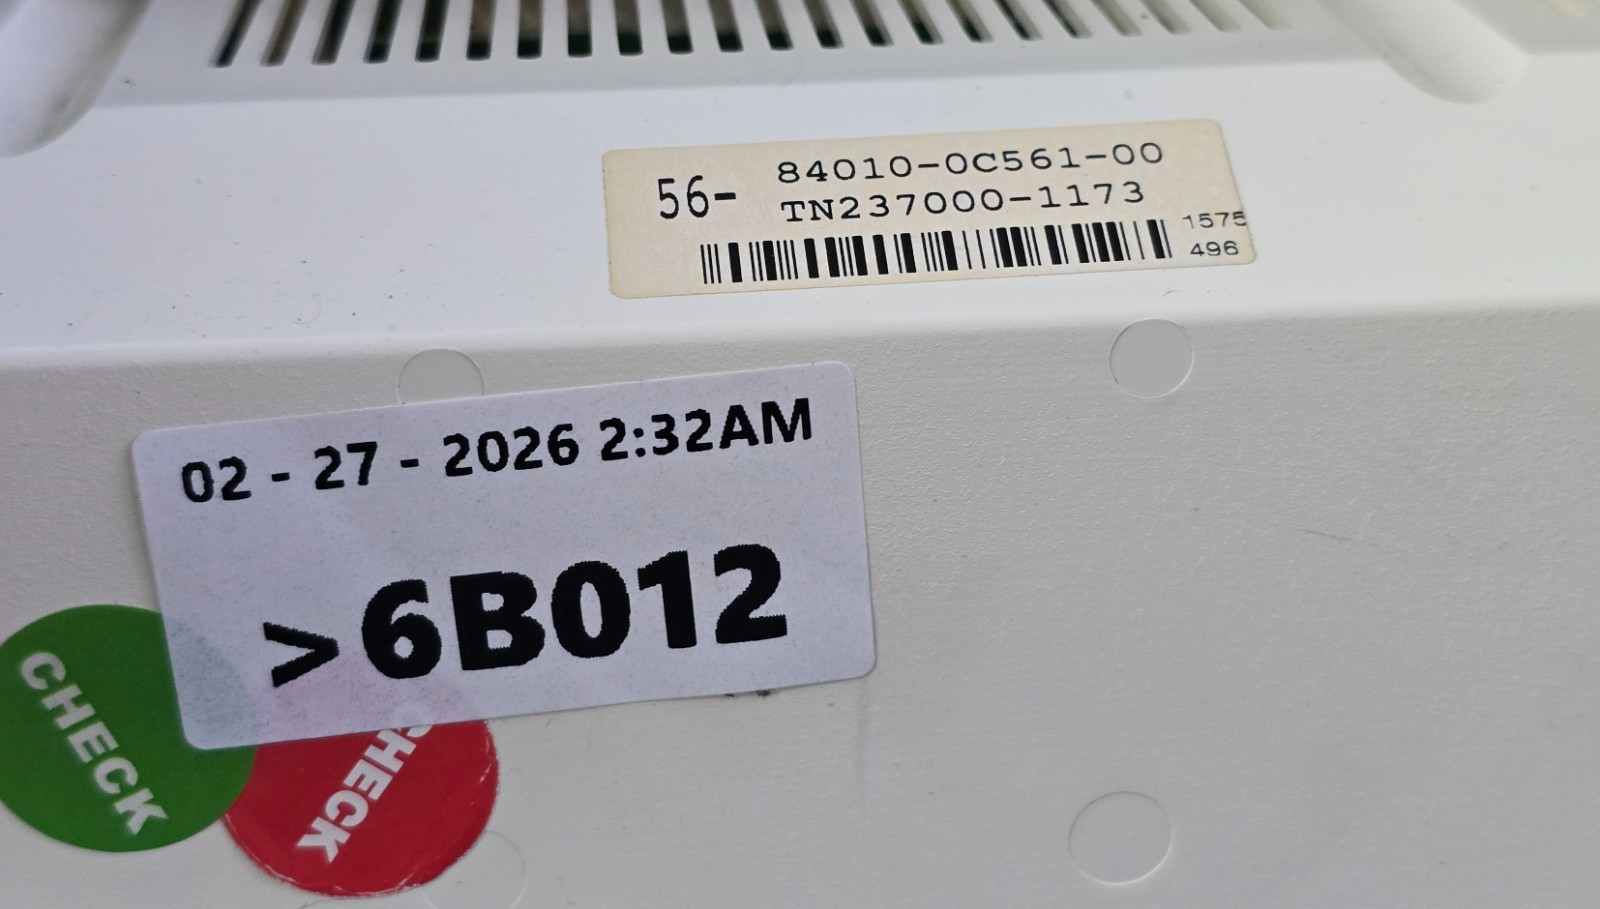 56-
84010-0C561-00
TN237000-1173
1575
496
02 - 27 - 2026 2:32AM
>6B012
CHECK
CHECK